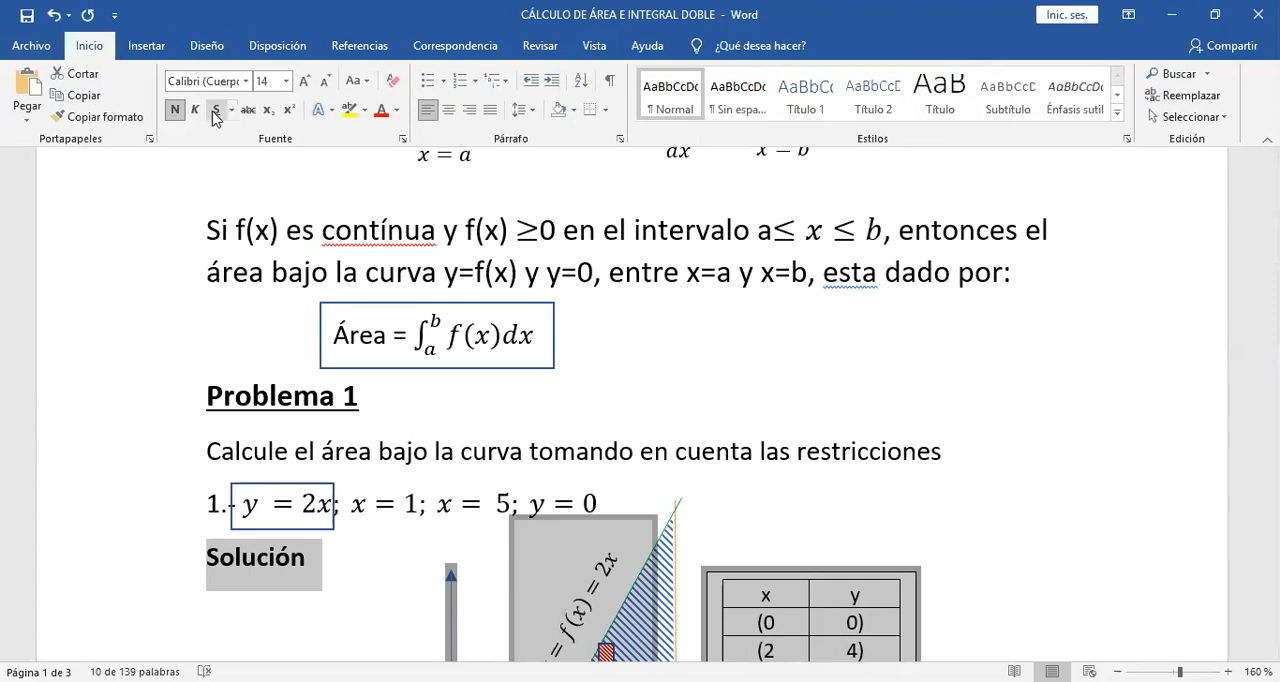 CÁLCULO DE ÁREA E INTEGRAL DOBLE - Word
Inic. ses.
Archivo Inicio Insertar Diseño Disposición Referencias Correspondencia Revisar Vista Ayuda ¿Qué desea hacer? Compartir
Pegar
Cortar
Copiar
Copiar formato
Portapapeles
Calibri (Cuerpo 14
N K S abc x₂ x²
Fuente
Párrafo
AaBbCcDc AaBbCcDc AaBbCc AaBbCcD AaB AaBbCcD AaBbCcDc
¶ Normal ¶ Sin espa... Título 1 Título 2 Título Subtítulo Énfasis sutil
Estilos
Buscar
Reemplazar
Seleccionar
Edición
x = a dx x = b
Si f(x) es contínua y f(x) ≥0 en el intervalo a≤ x ≤ b, entonces el
área bajo la curva y=f(x) y y=0, entre x=a y x=b, esta dado por:
Área = ∫ₐᵇ f(x)dx
Problema 1
Calcule el área bajo la curva tomando en cuenta las restricciones
1.- y = 2x; x = 1; x = 5; y = 0
Solución
= f(x) = 2x
x y
(0 0)
(2 4)
Página 1 de 3 10 de 139 palabras 160 %